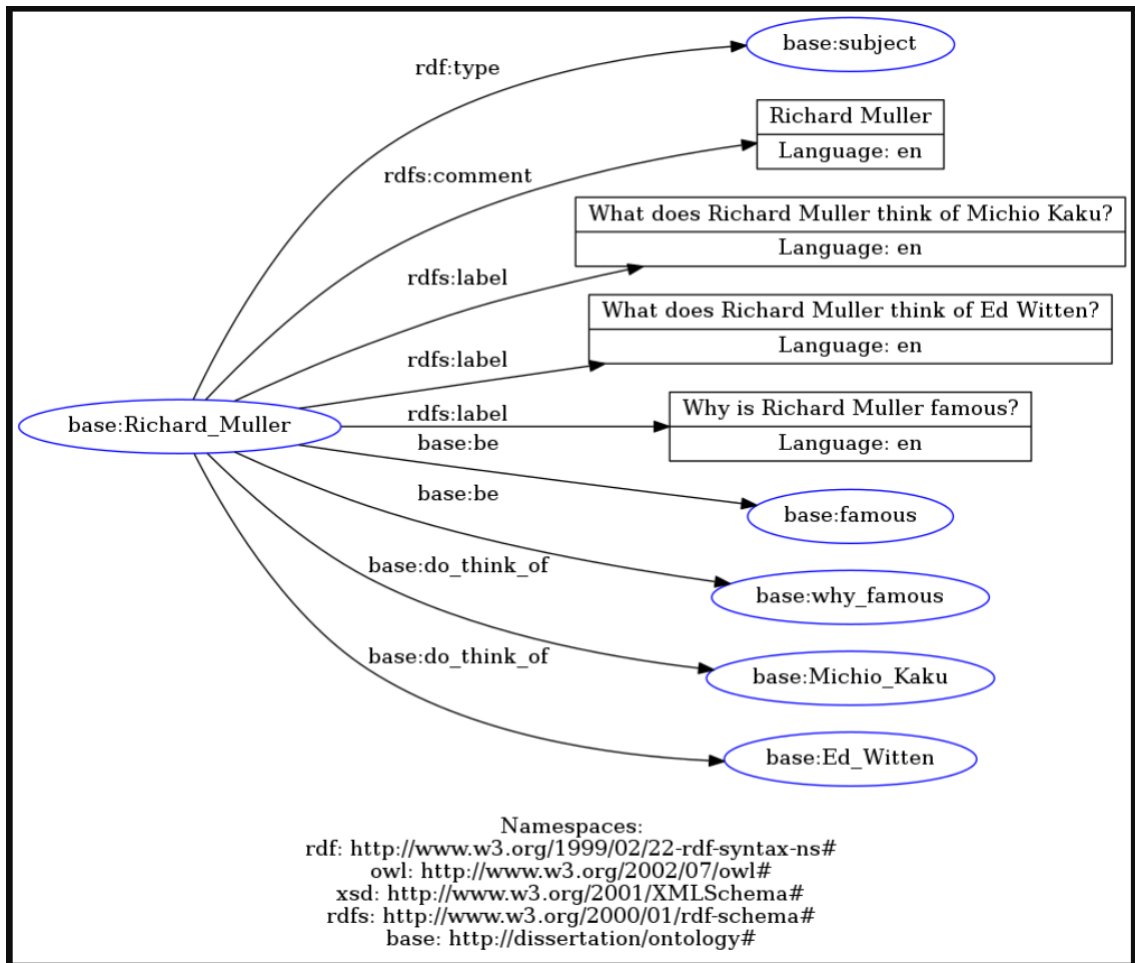 base:subject
rdf:type
Richard Muller
Language: en
rdfs:comment
What does Richard Muller think of Michio Kaku?
Language: en
rdfs:label
What does Richard Muller think of Ed Witten?
Language: en
rdfs:label
Why is Richard Muller famous?
Language: en
rdfs:label
base:Richard_Muller
base:be
base:famous
base:be
base:why_famous
base:do_think_of
base:Michio_Kaku
base:do_think_of
base:Ed_Witten
Namespaces:
rdf: http://www.w3.org/1999/02/22-rdf-syntax-ns#
owl: http://www.w3.org/2002/07/owl#
xsd: http://www.w3.org/2001/XMLSchema#
rdfs: http://www.w3.org/2000/01/rdf-schema#
base: http://dissertation/ontology#